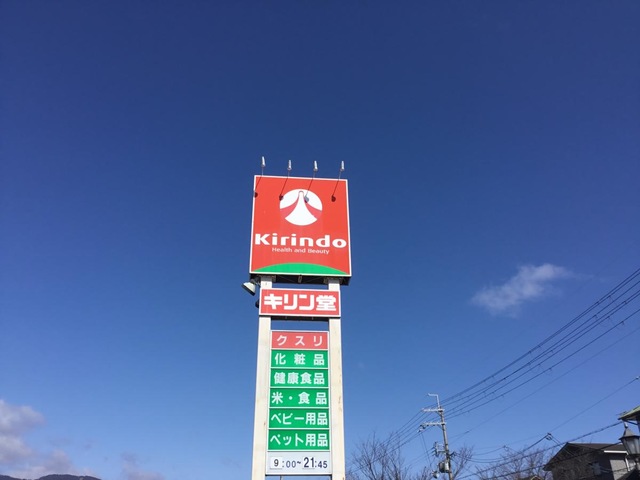 Kirindo
Health and Beauty
キリン堂
クスリ
化粧品
健康食品
米・食品
ベビー用品
ペット用品
9:00~21:45